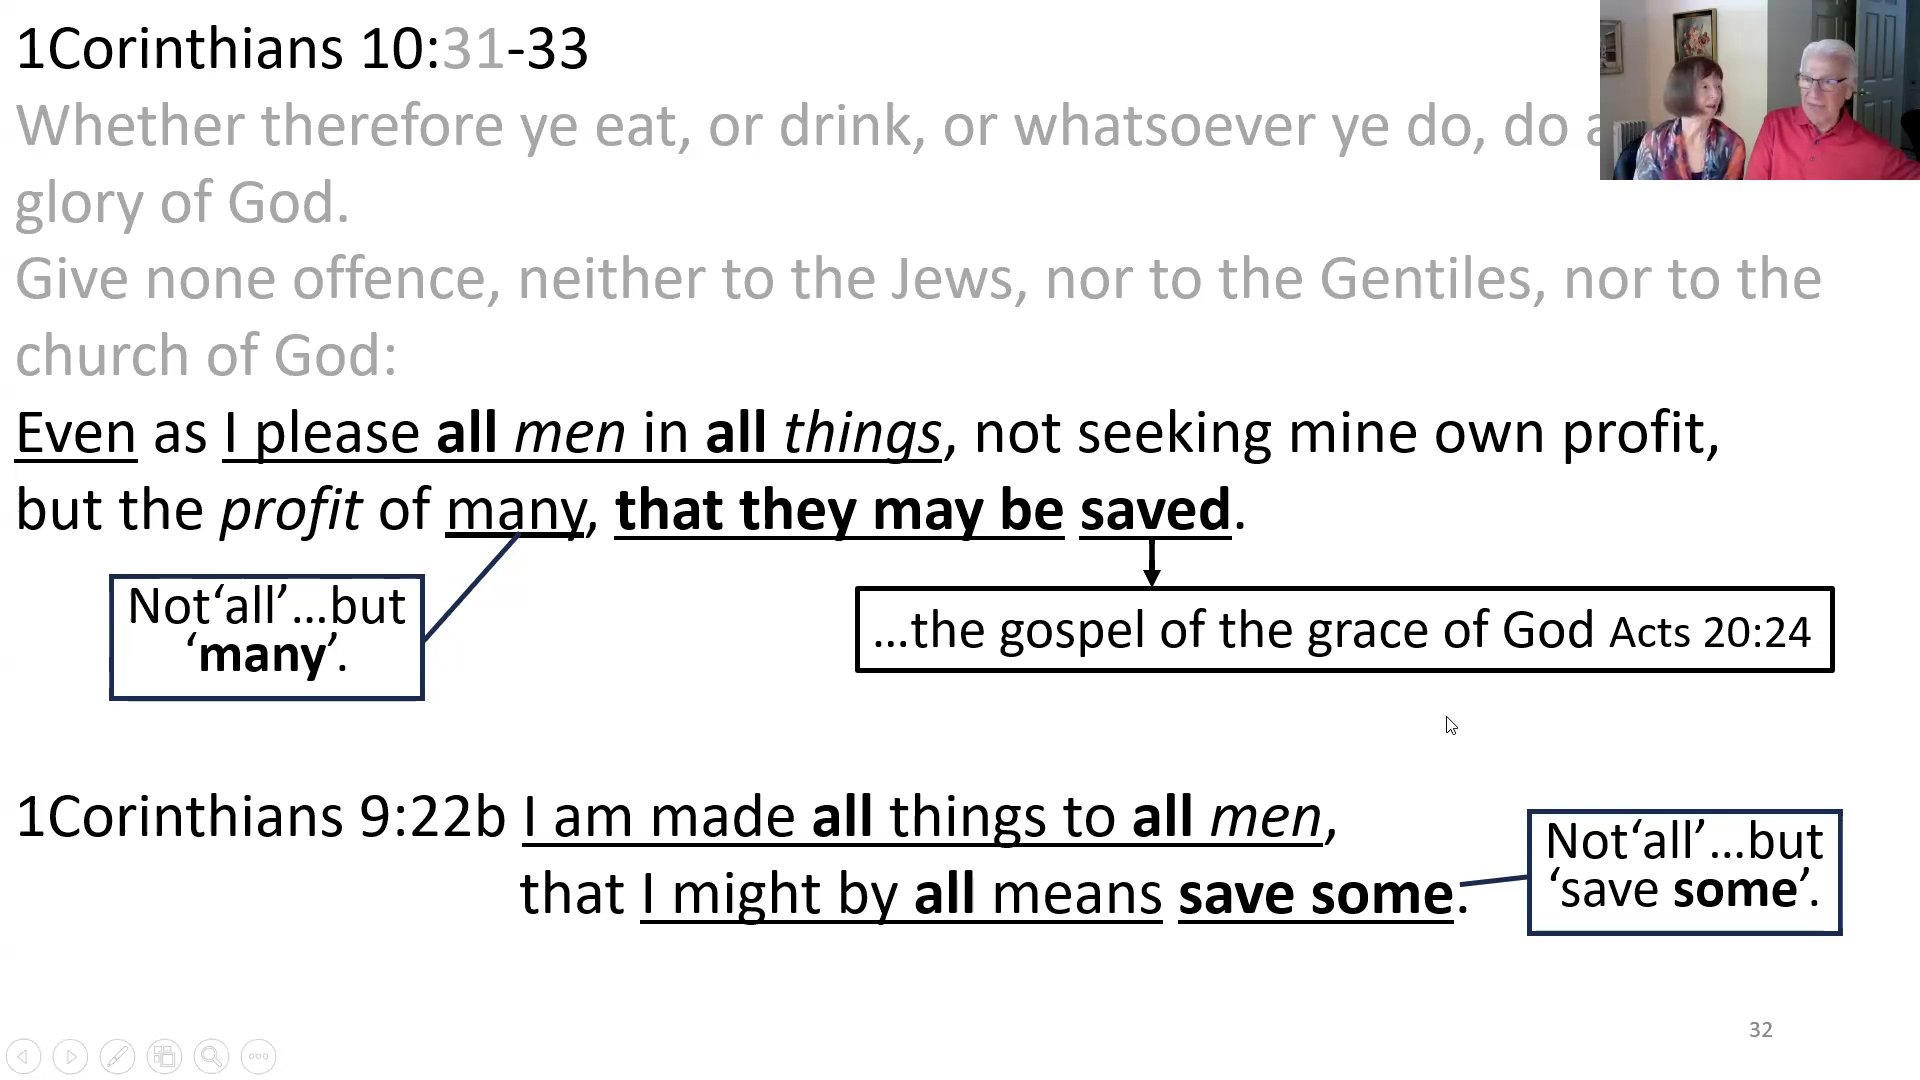 1Corinthians 10:31-33
Whether therefore ye eat, or drink, or whatsoever ye do, do
glory of God.
Give none offence, neither to the Jews, nor to the Gentiles, nor to the
church of God:
Even as I please all men in all things, not seeking mine own profit,
but the profit of many, that they may be saved.
Not‘all’...but
‘many’.
...the gospel of the grace of God Acts 20:24
1Corinthians 9:22b I am made all things to all men,
that I might by all means save some.
Not‘all’...but
‘save some’.
32